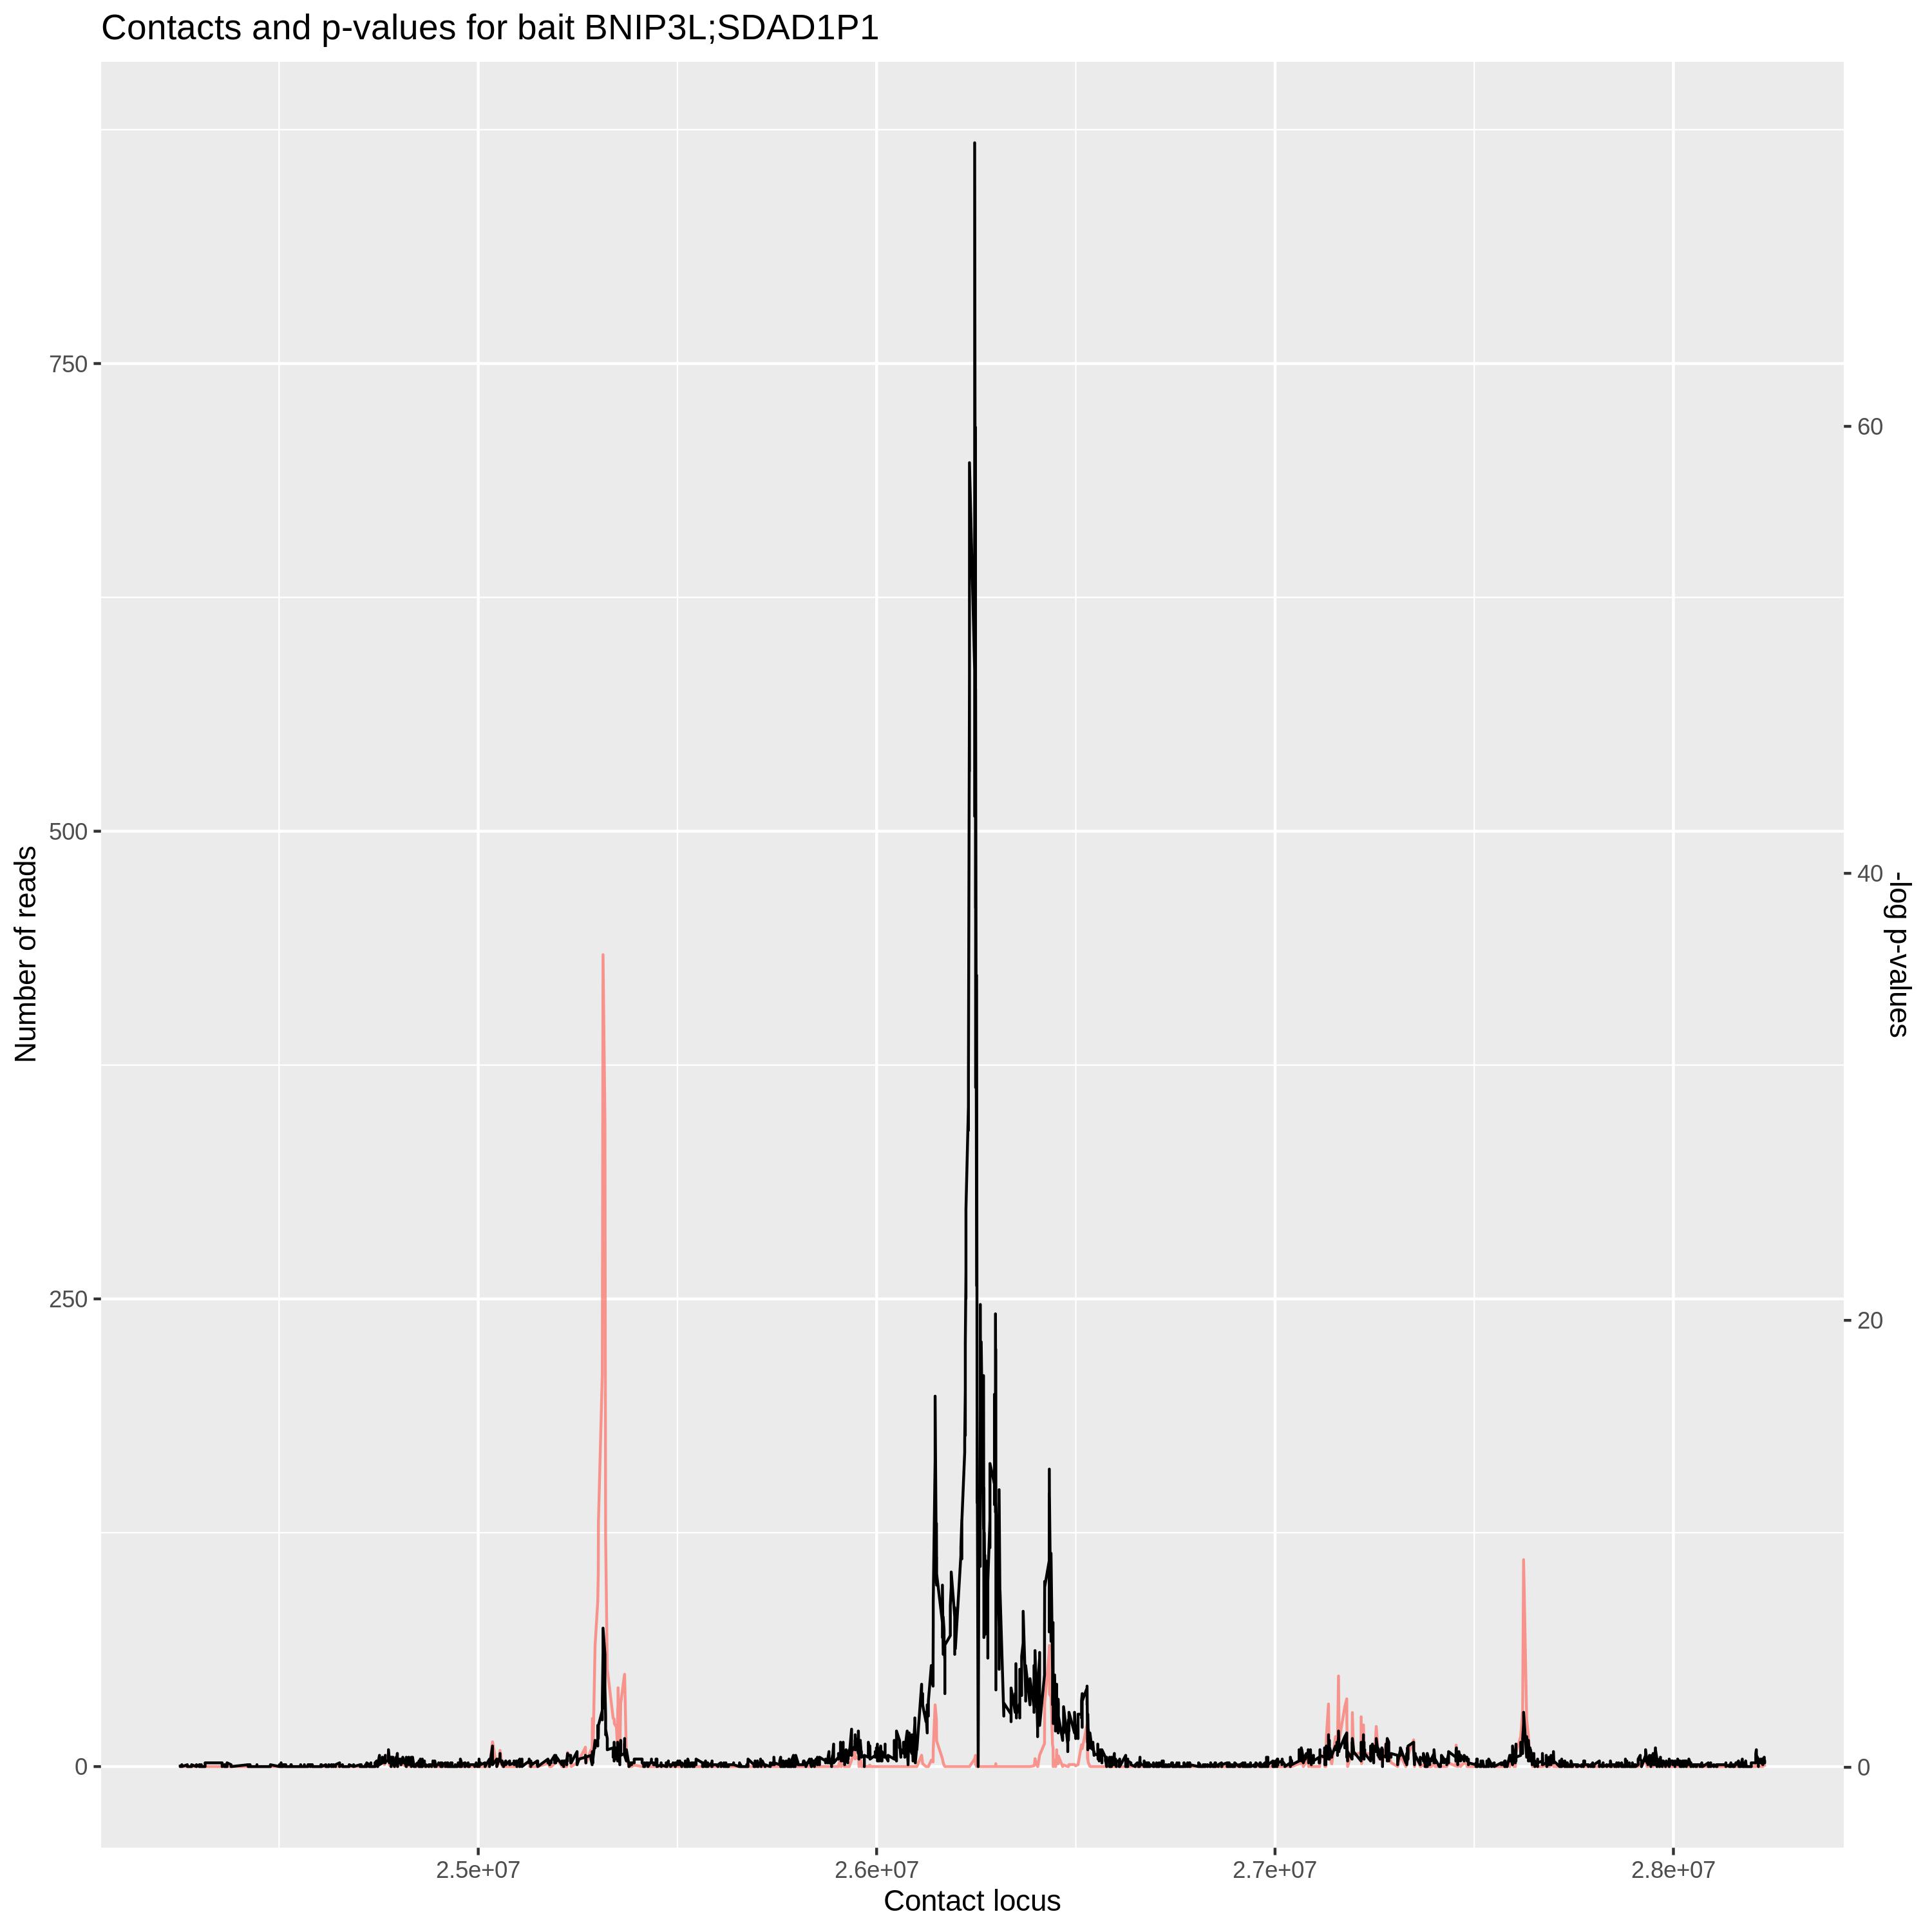 Contacts and p-values for bait BNIP3L;SDAD1P1
750
500
250
0
Number of reads
60
40
20
0
-log p-values
2.5e+07
2.6e+07
2.7e+07
2.8e+07
Contact locus